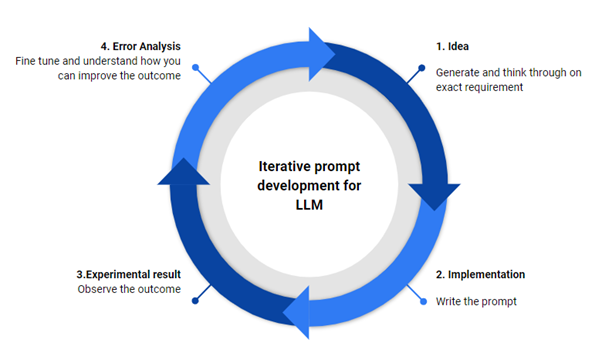 4. Error Analysis
Fine tune and understand how you
can improve the outcome
1. Idea
Generate and think through on
exact requirement
Iterative prompt
development for
LLM
3.Experimental result
Observe the outcome
2. Implementation
Write the prompt